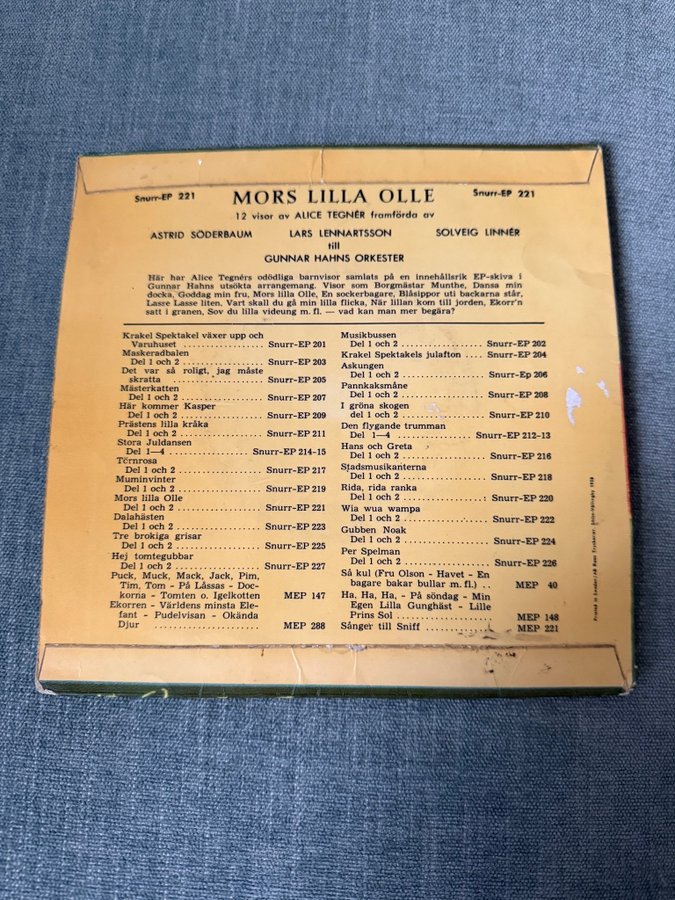 Snurr-EP 221 MORS LILLA OLLE Snurr-EP 221
12 visor av ALICE TEGNÉR framförda av
ASTRID SÖDERBAUM LARS LENNARTSSON SOLVEIG LINNÉR
till
GUNNAR HAHNS ORKESTER
Här har Alice Tegnérs odödliga barnvisor samlats på en innehållsrik EP-skiva i
Gunnar Hahns utsökta arrangemang. Visor som Borgmästar Munthe, Dansa min
docka, Goddag min fru, Mors lilla Olle, En sockerbagare, Blåsippor uti backarna står,
Lasse Lasse liten, Vart skall du gå min lilla flicka, När lillan kom till jorden, Ekorr'n
satt i granen, Sov du lilla videung m. fl. — vad kan man mer begära?
Krakel Spektakel växer upp och
Varuhuset .................. Snurr-EP 201
Maskeradbalen
Del 1 och 2 .................. Snurr-EP 203
Det var så roligt, jag måste
skratta .................. Snurr-EP 205
Mästerkatten
Del 1 och 2 .................. Snurr-EP 207
Här kommer Kasper
Del 1 och 2 .................. Snurr-EP 209
Prästens lilla kråka
Del 1 och 2 .................. Snurr-EP 211
Stora Juldansen
Del 1—4 .................. Snurr-EP 214-15
Törnrosa
Del 1 och 2 .................. Snurr-EP 217
Muminvinter
Del 1 och 2 .................. Snurr-EP 219
Mors lilla Olle
Del 1 och 2 .................. Snurr-EP 221
Dalahästen
Del 1 och 2 .................. Snurr-EP 223
Tre brokiga grisar
Del 1 och 2 .................. Snurr-EP 225
Hej tomtegubbar
Del 1 och 2 .................. Snurr-EP 227
Puck, Muck, Mack, Jack, Pim,
Tim, Tom - På Låssas - Doc-
korna - Tomten o. Igelkotten MEP 147
Ekorren - Världens minsta Ele-
fant - Pudelvisan - Okända
Djur .................. MEP 288
Musikbussen
Del 1 och 2 .................. Snurr-EP 202
Krakel Spektakels julafton .... Snurr-EP 204
Askungen
Del 1 och 2 .................. Snurr-Ep 206
Pannkaksmåne
Del 1 och 2 .................. Snurr-EP 208
I gröna skogen
del 1 och 2 .................. Snurr-EP 210
Den flygande trumman
Del 1—4 .................. Snurr-EP 212-13
Hans och Greta
Del 1 och 2 .................. Snurr-EP 216
Stadsmusikanterna
Del 1 och 2 .................. Snurr-EP 218
Rida, rida ranka
Del 1 och 2 .................. Snurr-EP 220
Wia wua wampa
Del 1 och 2 .................. Snurr-EP 222
Gubben Noak
Del 1 och 2 .................. Snurr-EP 224
Per Spelman
Del 1 och 2 .................. Snurr-EP 226
Så kul (Fru Olson - Havet - En
bagare bakar bullar m. fl.) .. MEP 40
Ha, Ha, Ha, - På söndag - Min
Egen Lilla Gunghäst - Lille
Prins Sol .................. MEP 148
Sånger till Sniff .................. MEP 221
Printed in Sweden/AB Ruas Tryckerier, Solna-Vällingby 1958